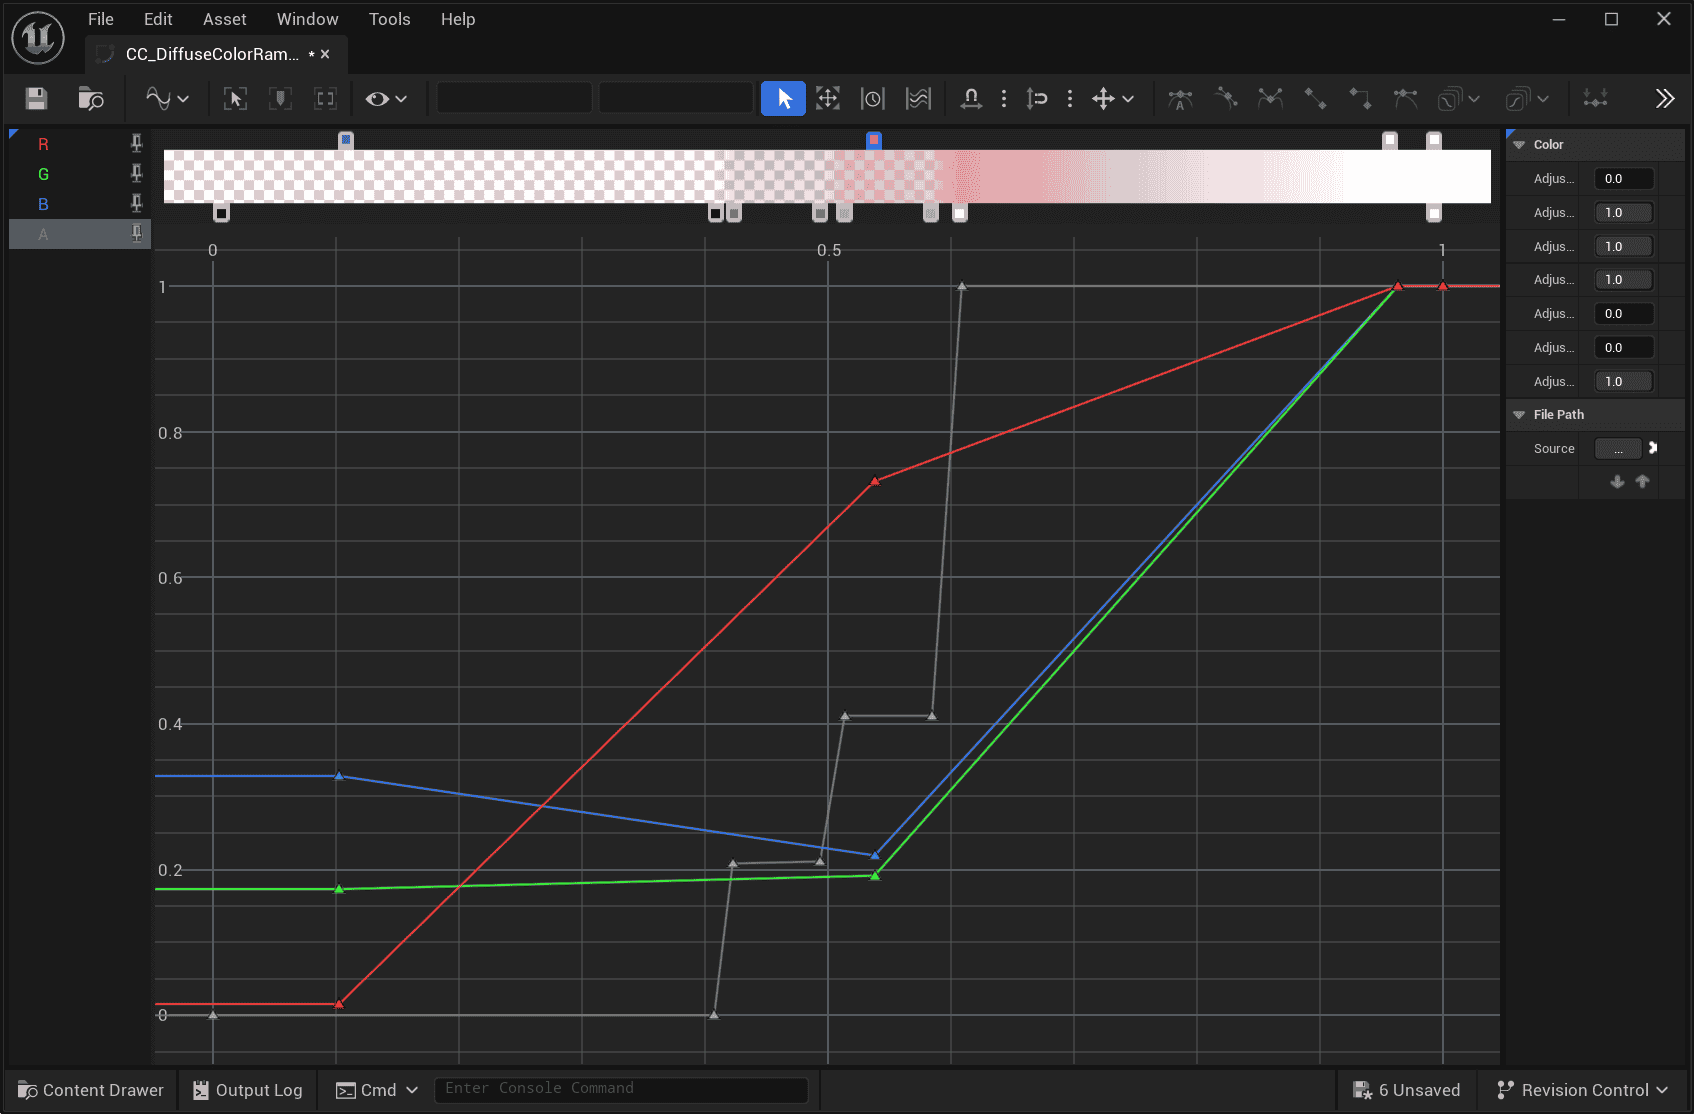 File Edit Asset Window Tools Help
CC_DiffuseColorRam... * ×
R
G
B
A
0 0.5 1
1
0.8
0.6
0.4
0.2
0
Color
Adjus... 0.0
Adjus... 1.0
Adjus... 1.0
Adjus... 1.0
Adjus... 0.0
Adjus... 0.0
Adjus... 1.0
File Path
Source ...
Content Drawer Output Log Cmd Enter Console Command 6 Unsaved Revision Control